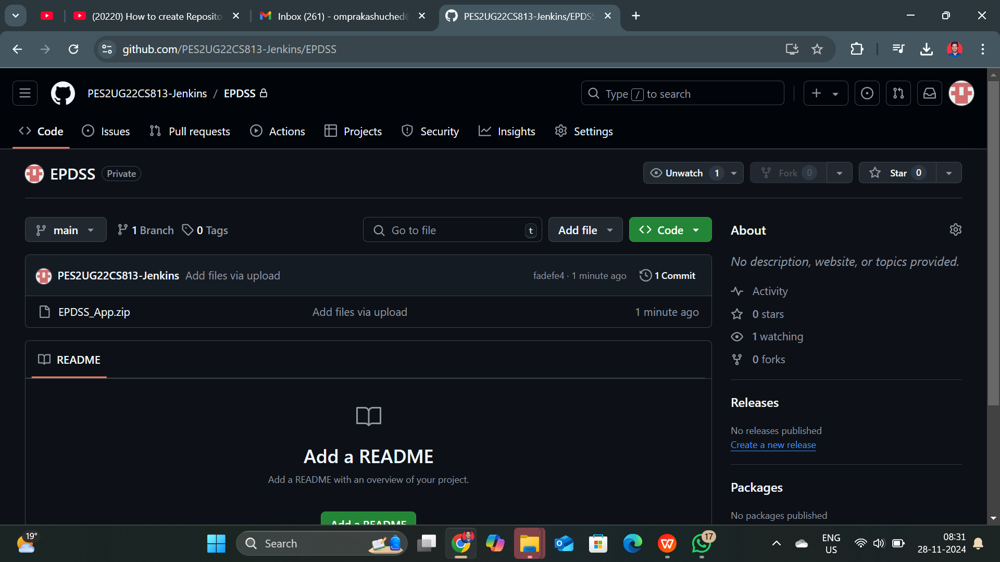 (20220) How to create Reposito
Inbox (261) - omprakashuched@
PES2UG22CS813-Jenkins/EPDSS
github.com/PES2UG22CS813-Jenkins/EPDSS
PES2UG22CS813-Jenkins / EPDSS
Type / to search
Code
Issues
Pull requests
Actions
Projects
Security
Insights
Settings
EPDSS Private
Unwatch 1
Fork 0
Star 0
main
1 Branch
0 Tags
Go to file
t
Add file
Code
PES2UG22CS813-Jenkins Add files via upload
fadefe4 · 1 minute ago
1 Commit
EPDSS_App.zip
Add files via upload
1 minute ago
README
Add a README
Add a README with an overview of your project.
Add a README
About
No description, website, or topics provided.
Activity
0 stars
1 watching
0 forks
Releases
No releases published
Create a new release
Packages
No packages published
19°
Search
17
ENG
US
08:31
28-11-2024